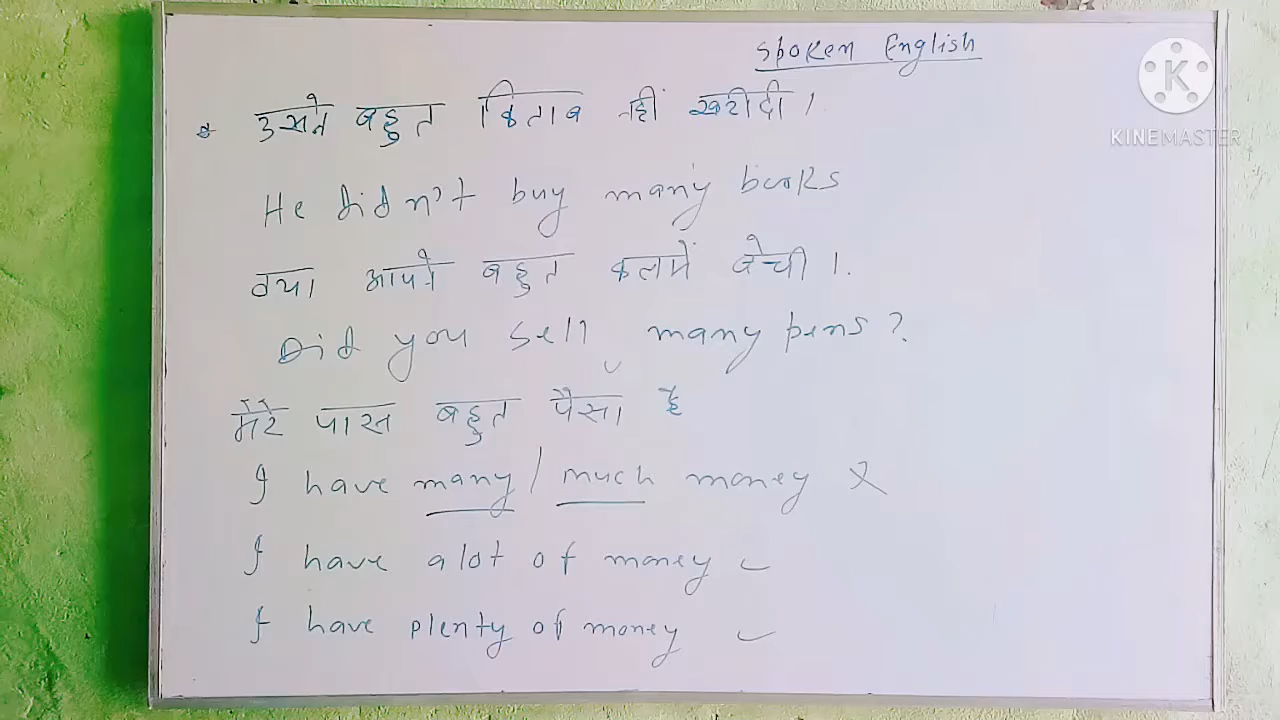 Spoken English
* उसने बहुत किताब नहीं खरीदी।
He didn't buy many books
क्या आपने बहुत कलमें बेची।.
Did you sell many pens?
मेरे पास बहुत पैसा है
I have many / much money X
I have a lot of money ✓
I have plenty of money ✓
K
KINEMASTER